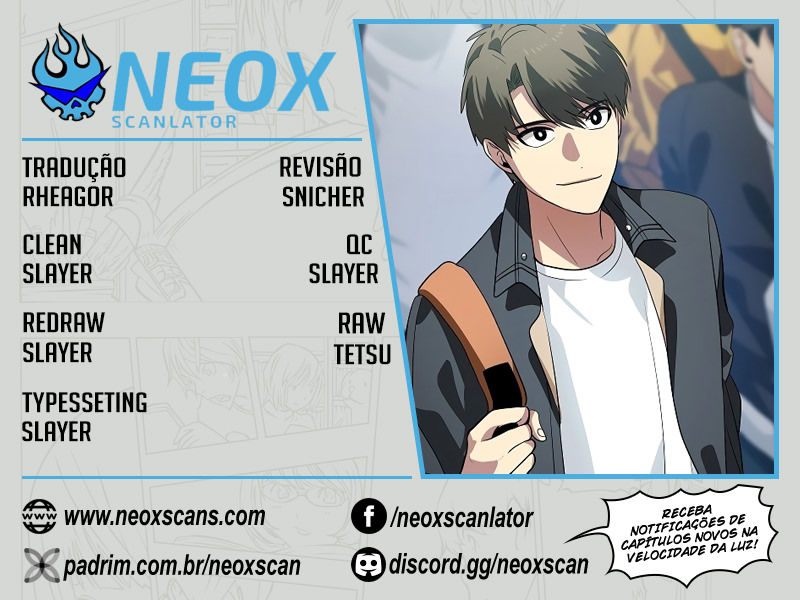 NEOX
SCANLATOR
TRADUÇÃO
RHEAGOR
REVISÃO
SNICHER
CLEAN
SLAYER
QC
SLAYER
REDRAW
SLAYER
RAW
TETSU
TYPESSETING
SLAYER
www.neoxscans.com
/neoxscanlator
padrim.com.br/neoxscan
discord.gg/neoxscan
RECEBA
NOTIFICAÇÕES DE
CAPÍTULOS NOVOS NA
VELOCIDADE DA LUZ!